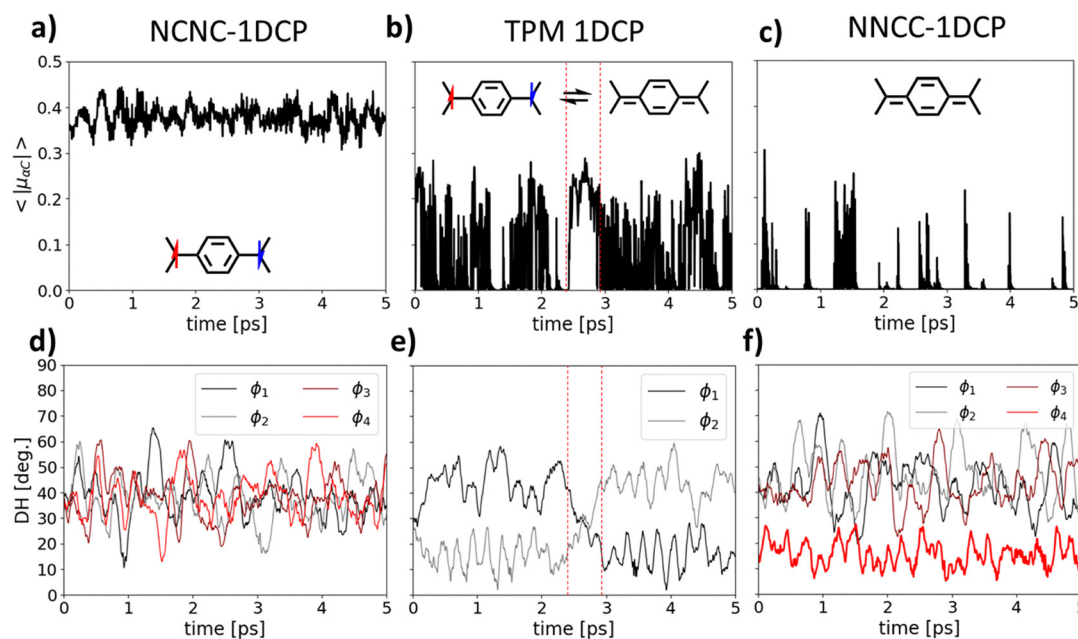 a) NCNC-1DCP
b) TPM 1DCP
c) NNCC-1DCP
0.5
0.4
0.3
0.2
0.1
0.0
< |μαC| >
0 1 2 3 4 5
time [ps]
0 1 2 3 4 5
time [ps]
0 1 2 3 4 5
time [ps]
d)
e)
f)
90
80
70
60
50
40
30
20
10
0
DH [deg.]
ϕ1 ϕ3
ϕ2 ϕ4
ϕ1
ϕ2
ϕ1 ϕ3
ϕ2 ϕ4
0 1 2 3 4 5
time [ps]
0 1 2 3 4 5
time [ps]
0 1 2 3 4 5
time [ps]